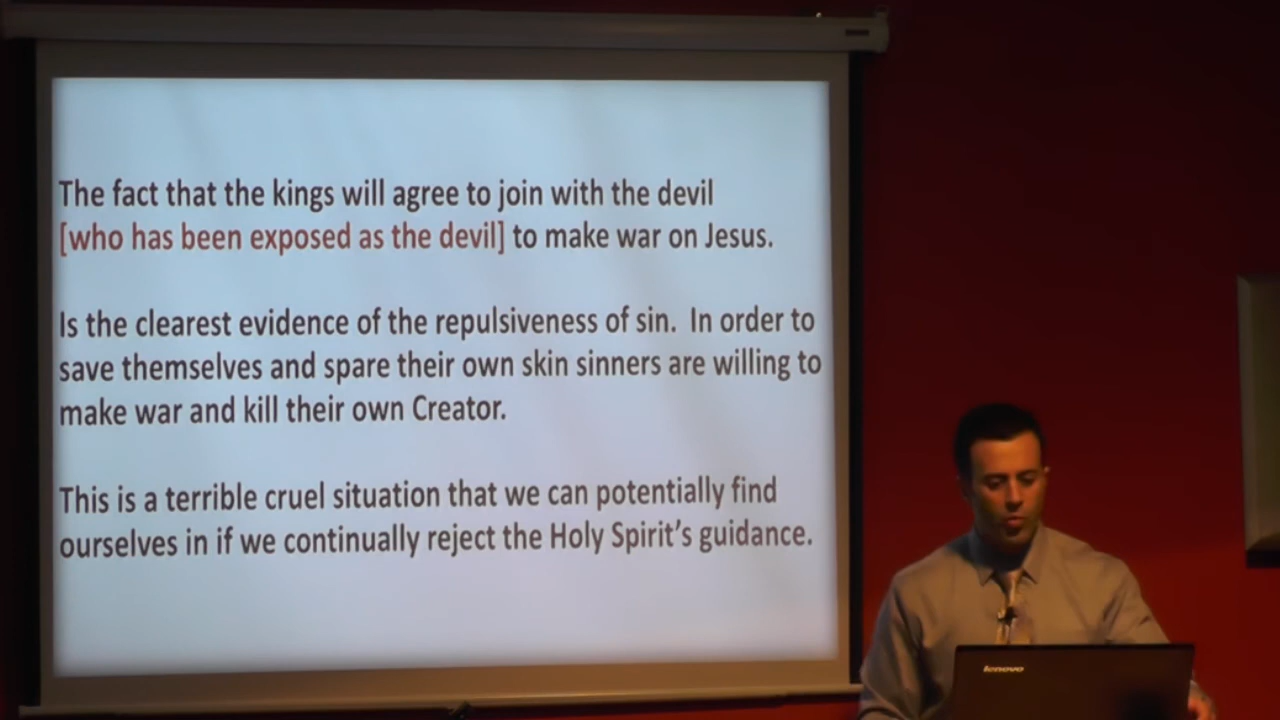 The fact that the kings will agree to join with the devil
[who has been exposed as the devil] to make war on Jesus.
Is the clearest evidence of the repulsiveness of sin.  In order to
save themselves and spare their own skin sinners are willing to
make war and kill their own Creator.
This is a terrible cruel situation that we can potentially find
ourselves in if we continually reject the Holy Spirit's guidance.
lenovo